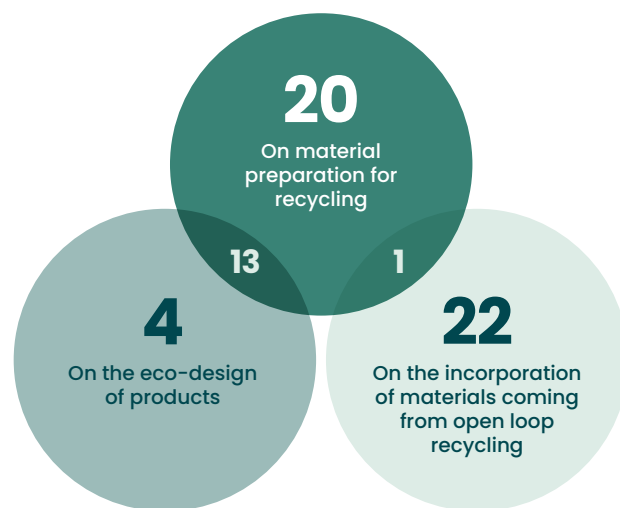 20
On material
preparation for
recycling
13
1
4
On the eco-design
of products
22
On the incorporation
of materials coming
from open loop
recycling